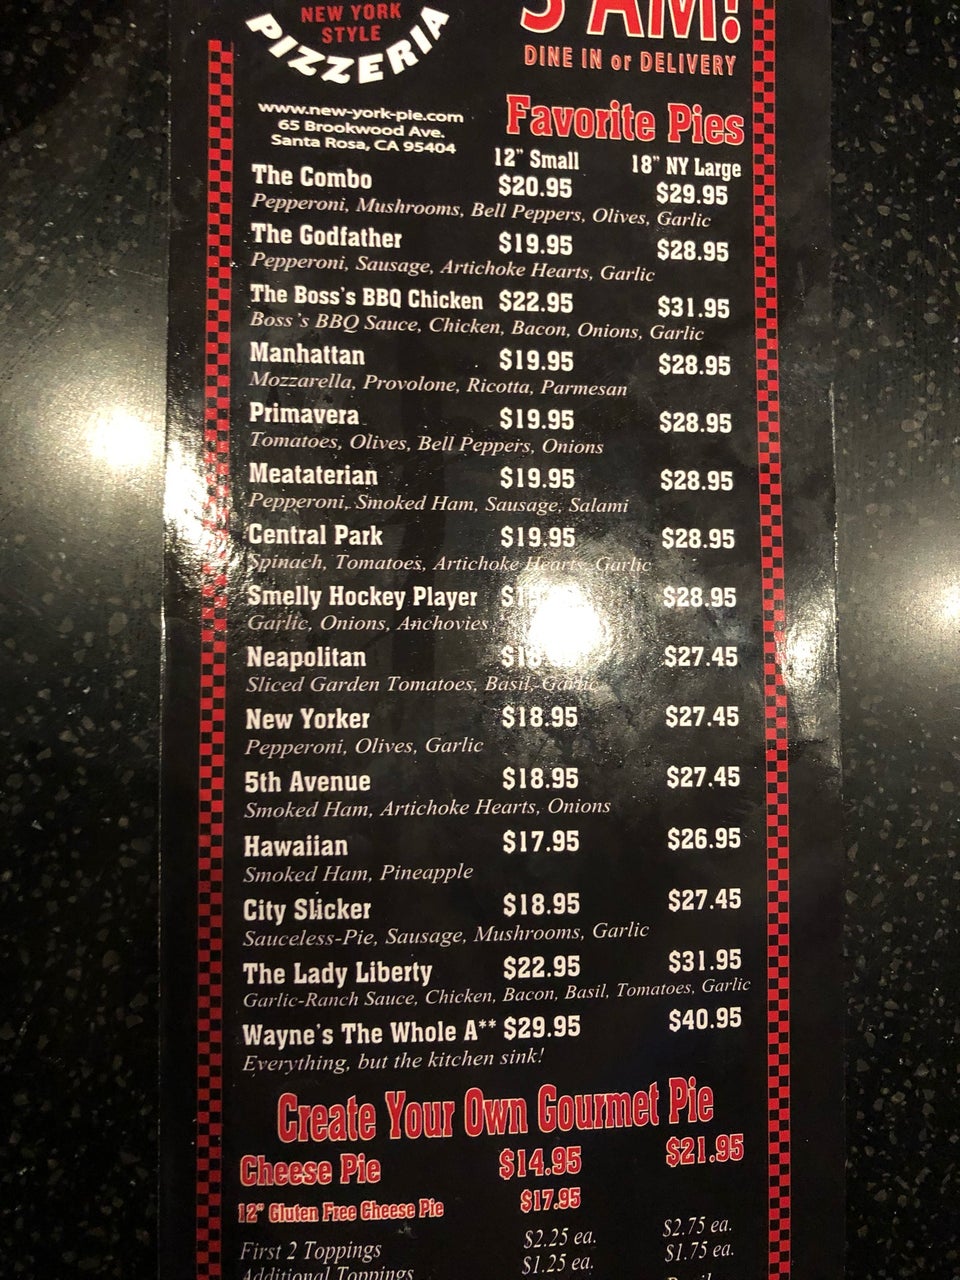 NEW YORK
STYLE
PIZZERIA
AM!
DINE IN or DELIVERY
www.new-york-pie.com
65 Brookwood Ave.
Santa Rosa, CA 95404
Favorite Pies
12" Small 18" NY Large
The Combo $20.95 $29.95
Pepperoni, Mushrooms, Bell Peppers, Olives, Garlic
The Godfather $19.95 $28.95
Pepperoni, Sausage, Artichoke Hearts, Garlic
The Boss's BBQ Chicken $22.95 $31.95
Boss's BBQ Sauce, Chicken, Bacon, Onions, Garlic
Manhattan $19.95 $28.95
Mozzarella, Provolone, Ricotta, Parmesan
Primavera $19.95 $28.95
Tomatoes, Olives, Bell Peppers, Onions
Meataterian $19.95 $28.95
Pepperoni, Smoked Ham, Sausage, Salami
Central Park $19.95 $28.95
Spinach, Tomatoes, Artichoke Hearts, Garlic
Smelly Hockey Player $28.95
Garlic, Onions, Anchovies
Neapolitan $27.45
Sliced Garden Tomatoes, Basil, Garlic
New Yorker $18.95 $27.45
Pepperoni, Olives, Garlic
5th Avenue $18.95 $27.45
Smoked Ham, Artichoke Hearts, Onions
Hawaiian $17.95 $26.95
Smoked Ham, Pineapple
City Slicker $18.95 $27.45
Sauceless-Pie, Sausage, Mushrooms, Garlic
The Lady Liberty $22.95 $31.95
Garlic-Ranch Sauce, Chicken, Bacon, Basil, Tomatoes, Garlic
Wayne's The Whole A** $29.95 $40.95
Everything, but the kitchen sink!
Create Your Own Gourmet Pie
Cheese Pie $14.95 $21.95
12" Gluten Free Cheese Pie $17.95
First 2 Toppings $2.25 ea. $2.75 ea.
Additional Toppings $1.25 ea. $1.75 ea.